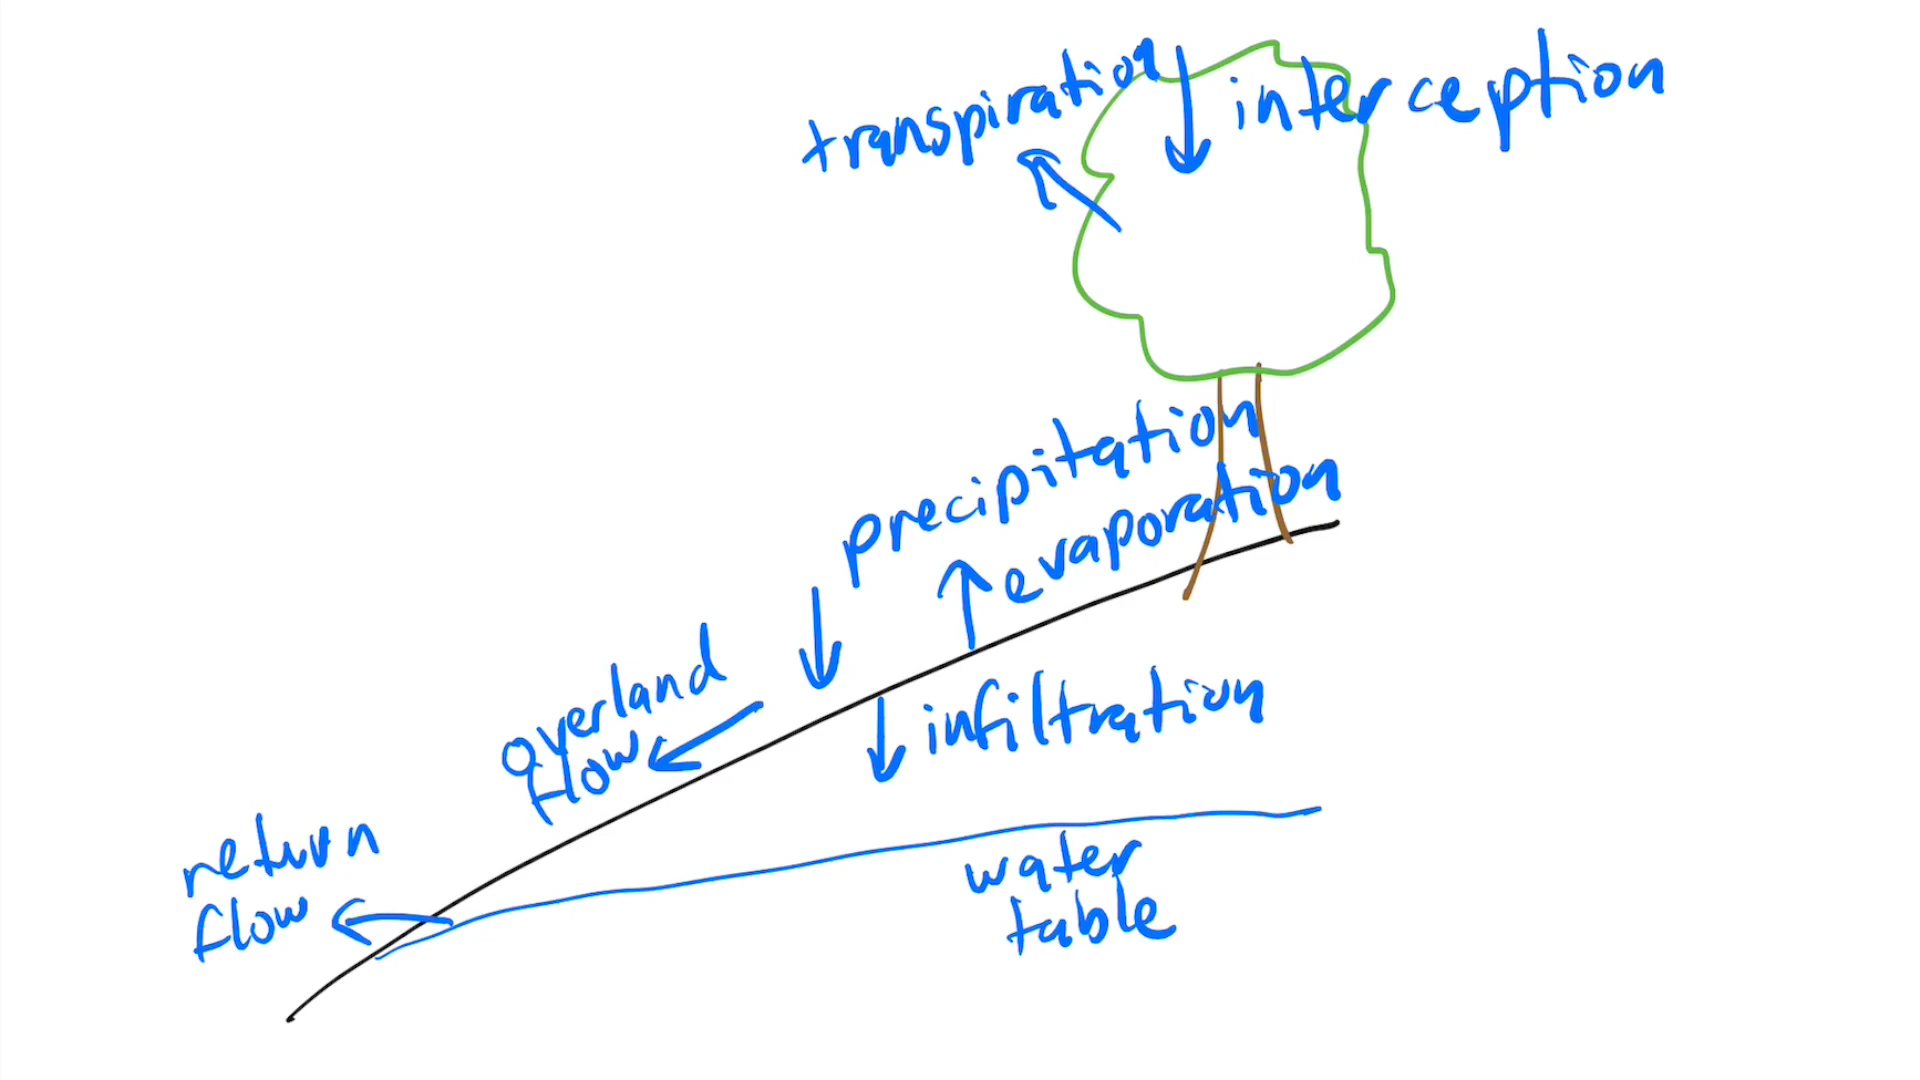 transpiration
interception
precipitation
evaporation
overland
flow
infiltration
return
flow
water
table